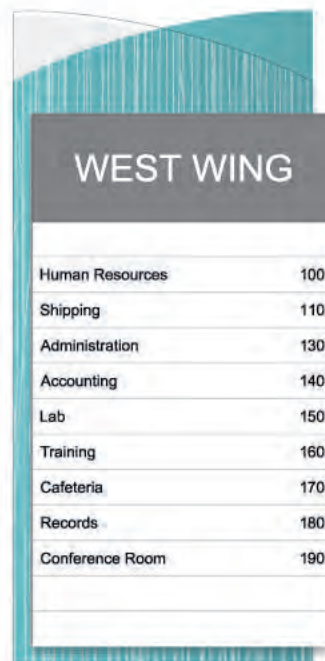 WEST WING
Human Resources 100
Shipping 110
Administration 130
Accounting 140
Lab 150
Training 160
Cafeteria 170
Records 180
Conference Room 190